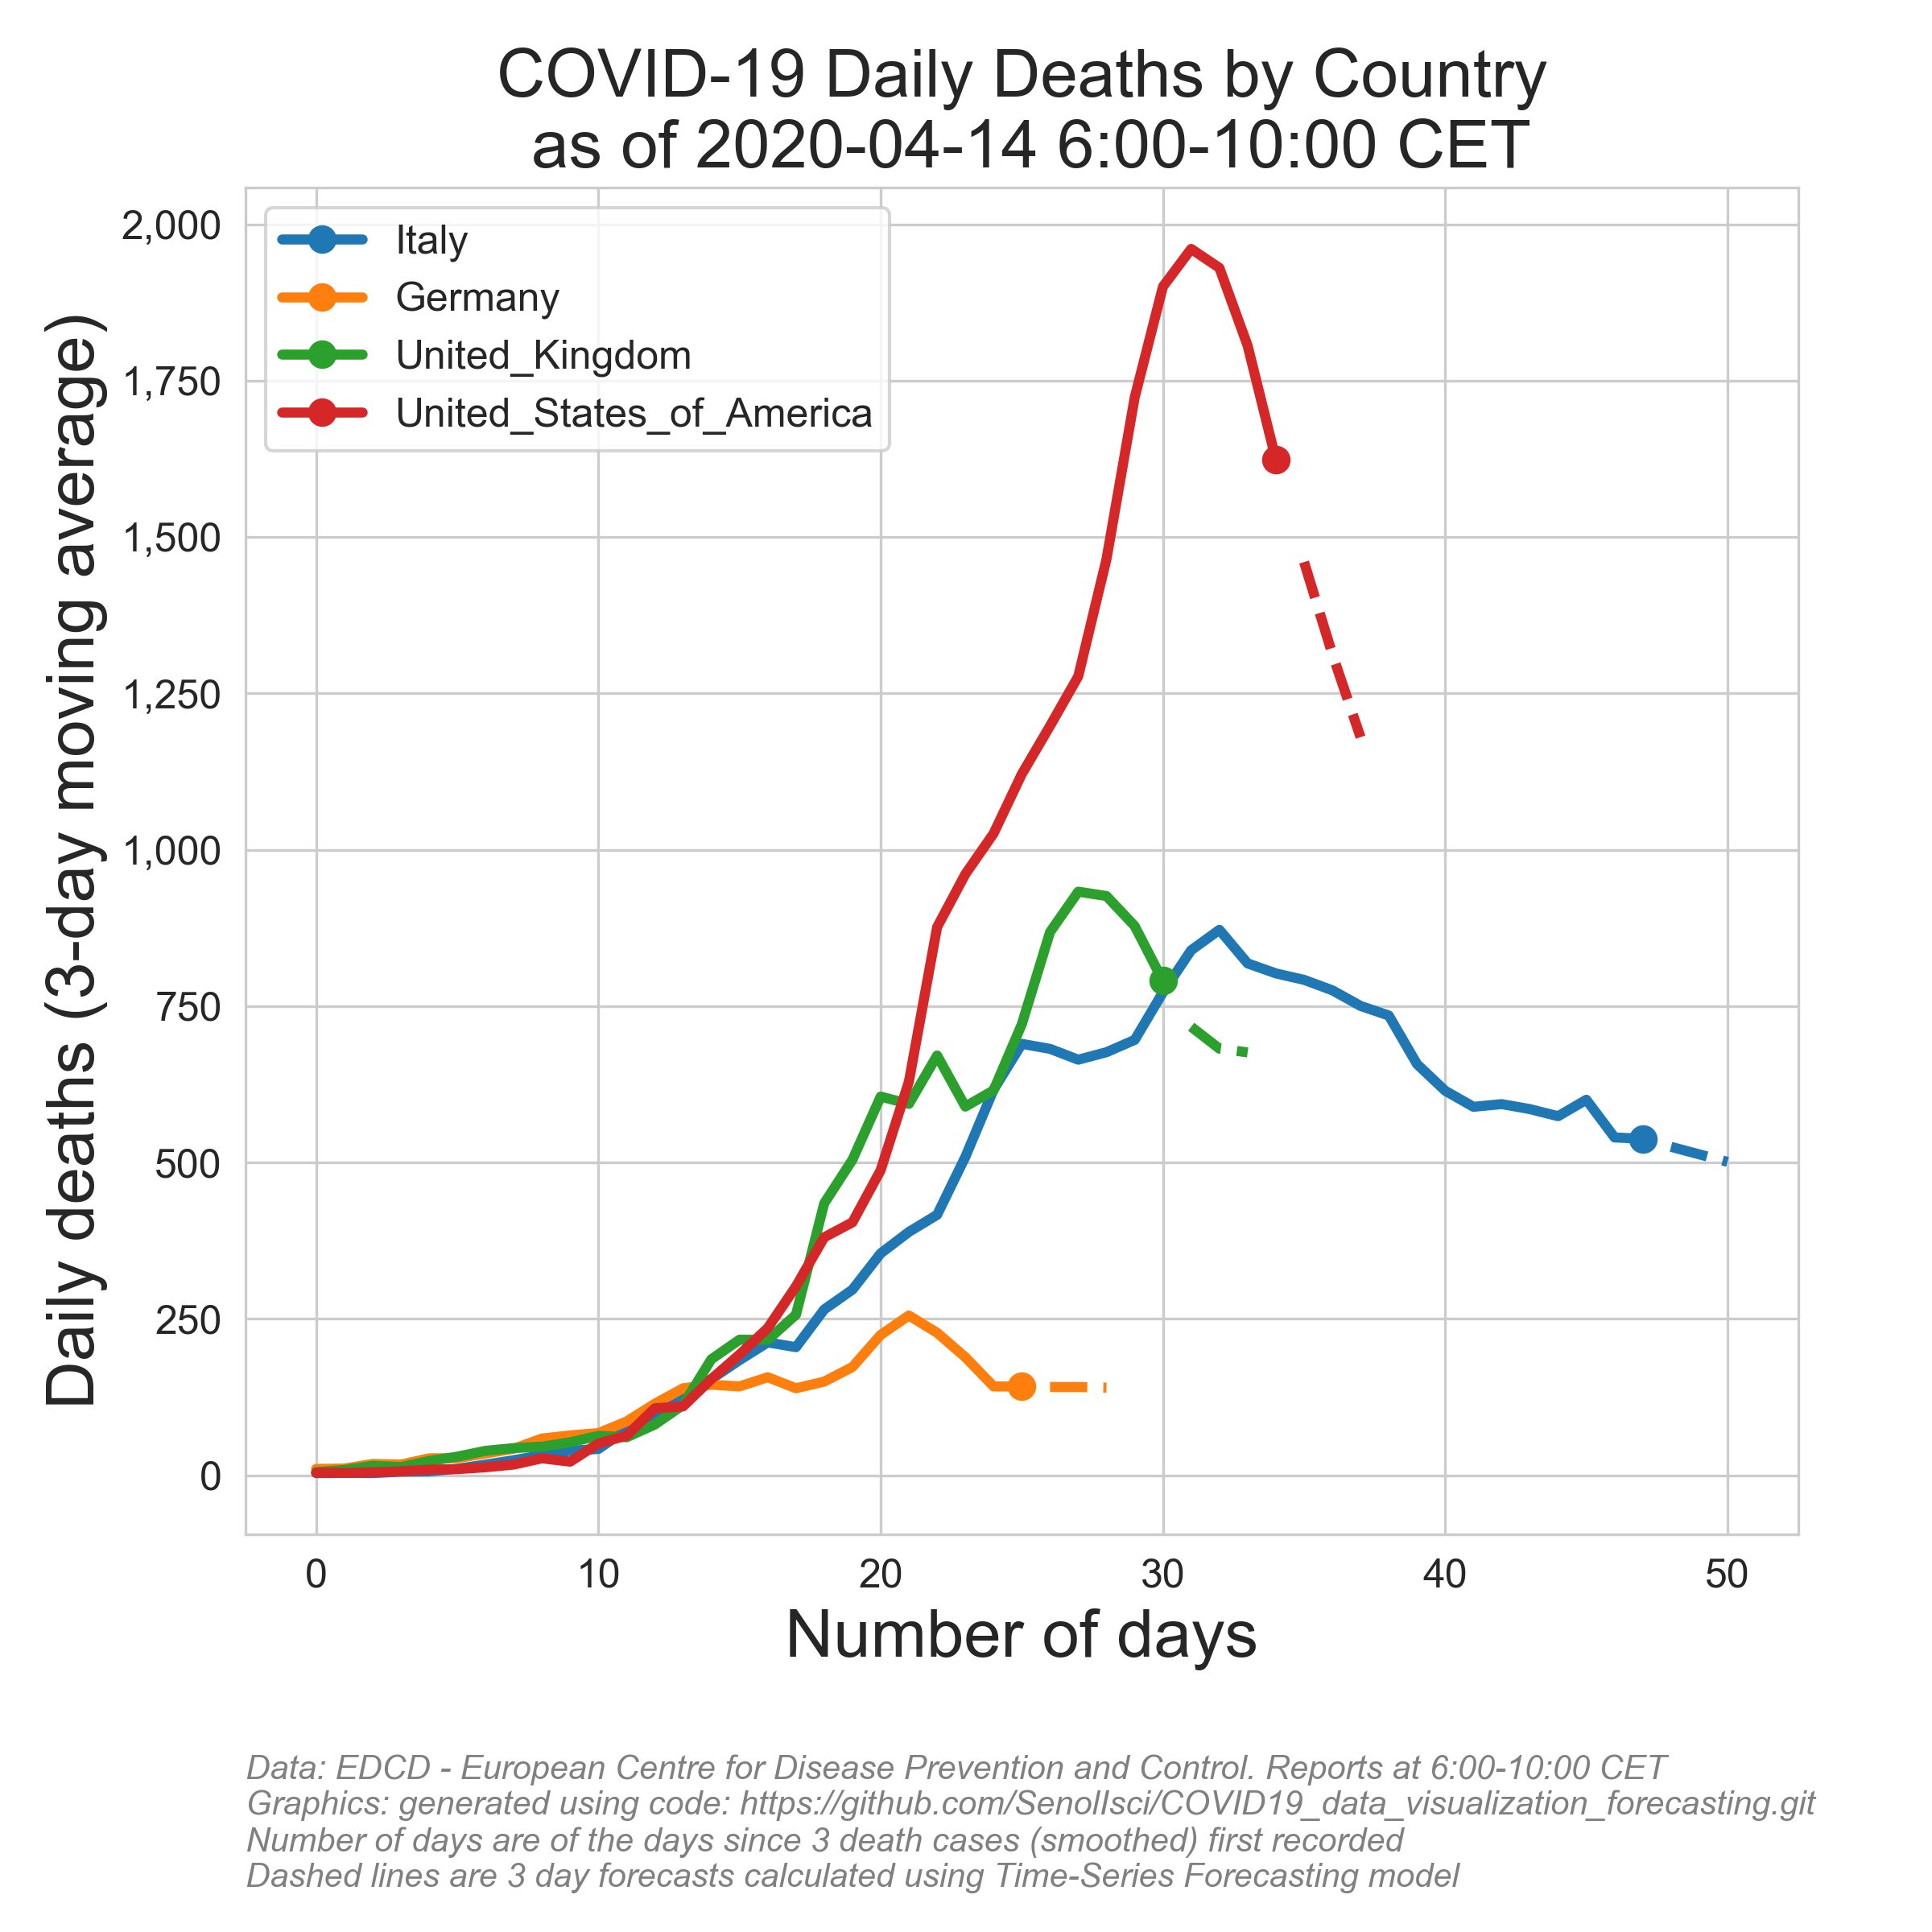 COVID-19 Daily Deaths by Country
as of 2020-04-14 6:00-10:00 CET
Daily deaths (3-day moving average)
2,000
1,750
1,500
1,250
1,000
750
500
250
0
Italy
Germany
United_Kingdom
United_States_of_America
0 10 20 30 40 50
Number of days
Data: EDCD - European Centre for Disease Prevention and Control. Reports at 6:00-10:00 CET
Graphics: generated using code: https://github.com/SenolIsci/COVID19_data_visualization_forecasting.git
Number of days are of the days since 3 death cases (smoothed) first recorded
Dashed lines are 3 day forecasts calculated using Time-Series Forecasting model